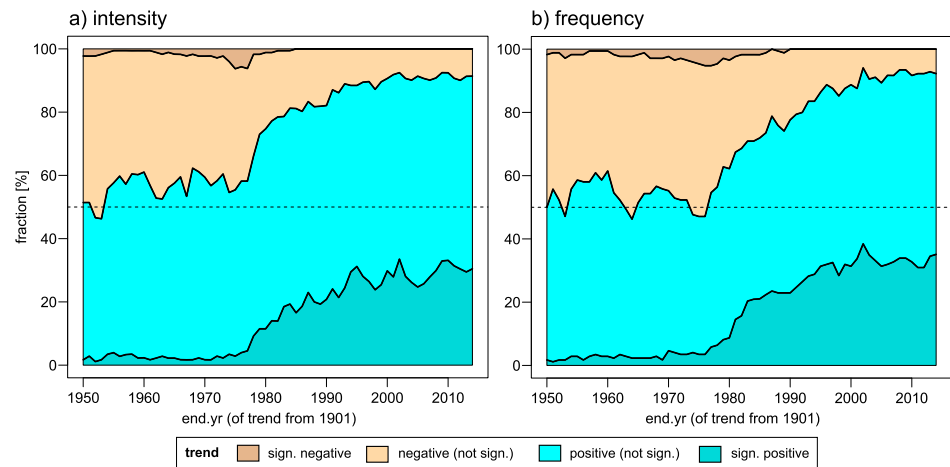 a) intensity
b) frequency
fraction [%]
100
80
60
40
20
0
1950 1960 1970 1980 1990 2000 2010
end.yr (of trend from 1901)
100
80
60
40
20
0
1950 1960 1970 1980 1990 2000 2010
end.yr (of trend from 1901)
trend sign. negative negative (not sign.) positive (not sign.) sign. positive